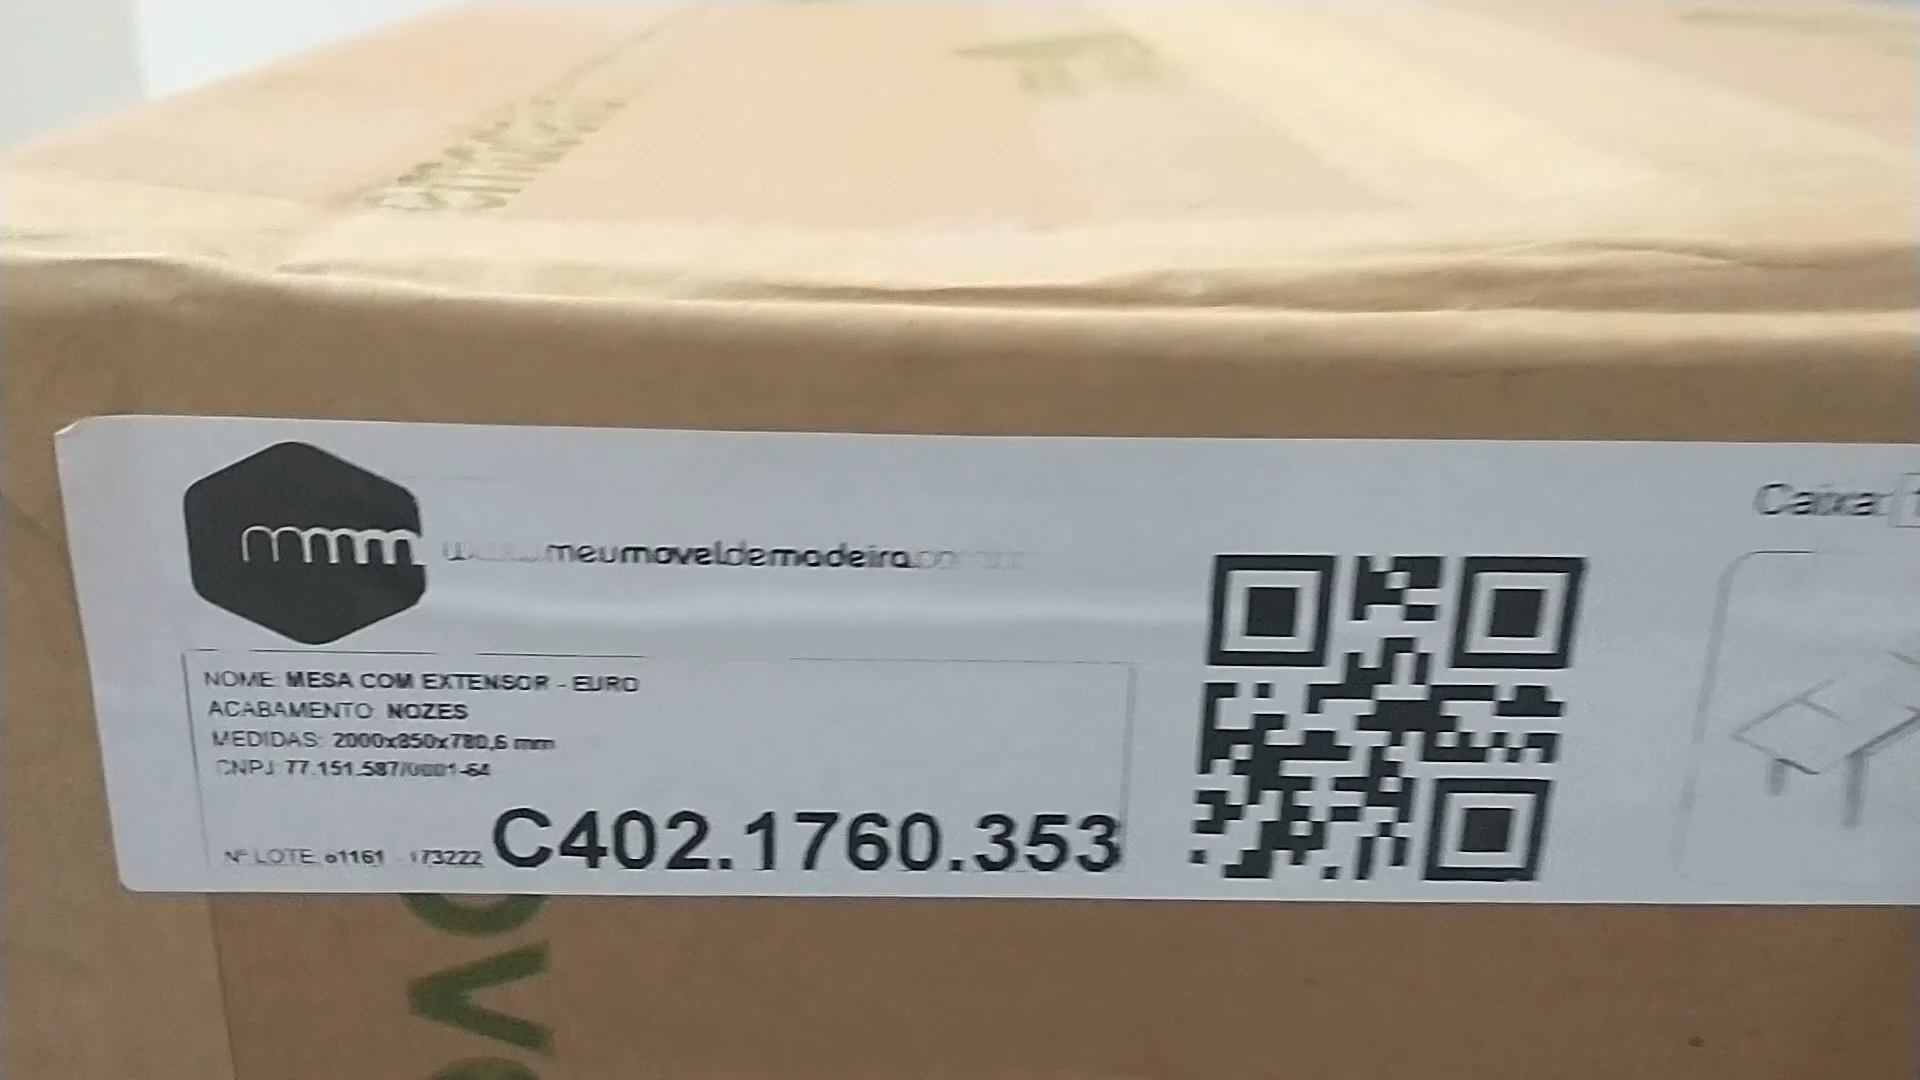 mmm
meumoveldemadeira
Caixa:
NOME: MESA COM EXTENSOR - EURO
ACABAMENTO: NOZES
MEDIDAS: 2000x850x780,6 mm
CNPJ: 77.151.587/0001-64
Nº LOTE: 173222
C402.1760.353